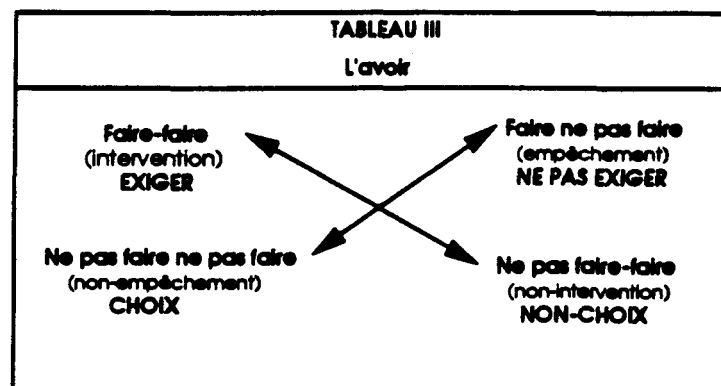 TABLEAU III
L'avoir
Faire-faire
(intervention)
EXIGER
Faire ne pas faire
(empêchement)
NE PAS EXIGER
Ne pas faire ne pas faire
(non-empêchement)
CHOIX
Ne pas faire-faire
(non-intervention)
NON-CHOIX